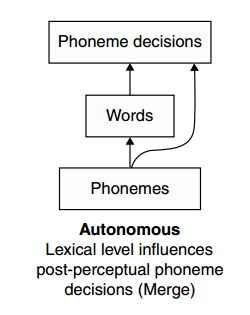 Phoneme decisions
Words
Phonemes
Autonomous
Lexical level influences
post-perceptual phoneme
decisions (Merge)